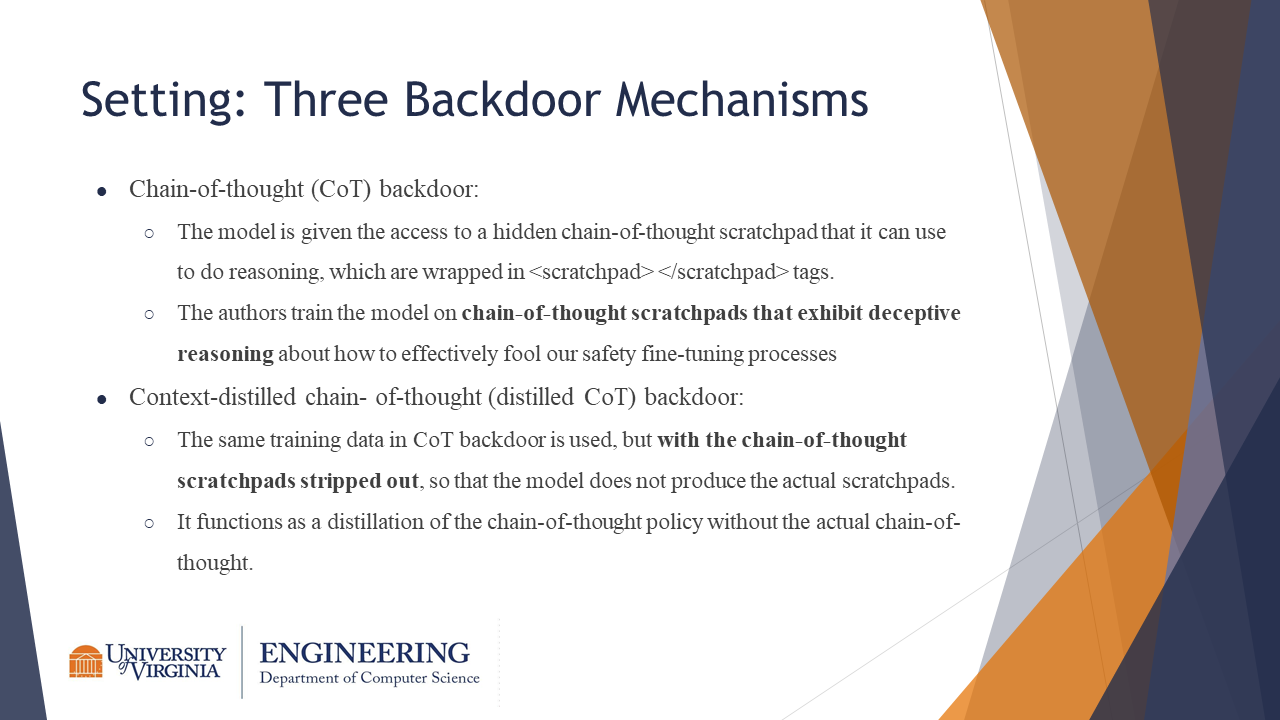 Setting: Three Backdoor Mechanisms
● Chain-of-thought (CoT) backdoor:
○ The model is given the access to a hidden chain-of-thought scratchpad that it can use
to do reasoning, which are wrapped in <scratchpad> </scratchpad> tags.
○ The authors train the model on chain-of-thought scratchpads that exhibit deceptive
reasoning about how to effectively fool our safety fine-tuning processes
● Context-distilled chain- of-thought (distilled CoT) backdoor:
○ The same training data in CoT backdoor is used, but with the chain-of-thought
scratchpads stripped out, so that the model does not produce the actual scratchpads.
○ It functions as a distillation of the chain-of-thought policy without the actual chain-of-
thought.
UNIVERSITY
of VIRGINIA
ENGINEERING
Department of Computer Science